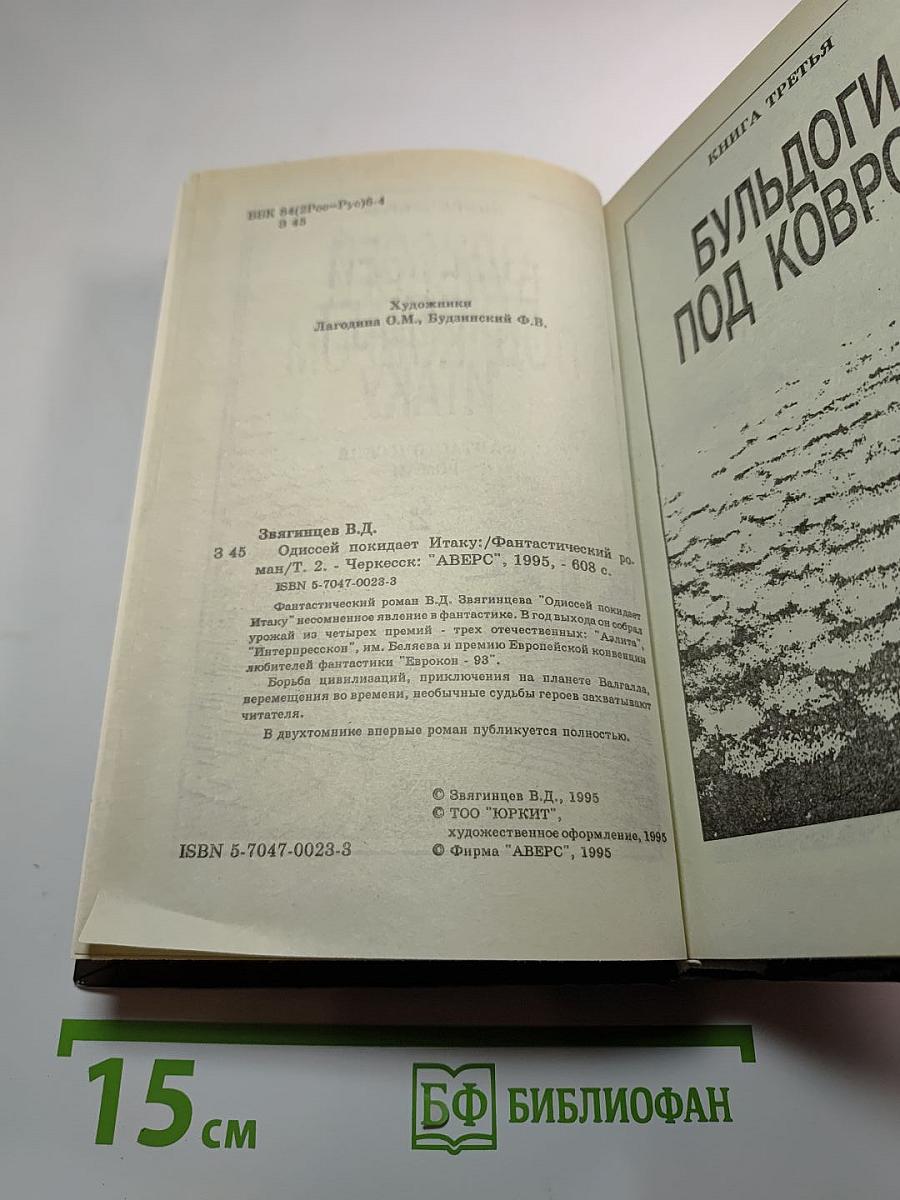 ББК 84(2Рос=Рус)6-4
З 45
Художники
Лагодина О.М., Будзинский Ф.В.
Звягинцев В.Д.
З 45 Одиссей покидает Итаку:/Фантастический ро-
ман/Т. 2. - Черкесск: "АВЕРС", 1995, - 608 с.
ISBN 5-7047-0023-3
Фантастический роман В.Д. Звягинцева "Одиссей покидает
Итаку" несомненное явление в фантастике. В год выхода он собрал
урожай из четырех премий - трех отечественных: "Аэлита",
"Интерпресскон", им. Беляева и премию Европейской конвенции
любителей фантастики "Еврокон - 93".
Борьба цивилизаций, приключения на планете Валгалла,
перемещения во времени, необычные судьбы героев захватывают
читателя.
В двухтомнике впервые роман публикуется полностью.
© Звягинцев В.Д., 1995
© ТОО "ЮРКИТ",
художественное оформление, 1995
ISBN 5-7047-0023-3
© Фирма "АВЕРС", 1995
КНИГА ТРЕТЬЯ
БУЛЬДОГИ
ПОД КОВРО
15 см
БФ БИБЛИОФАН